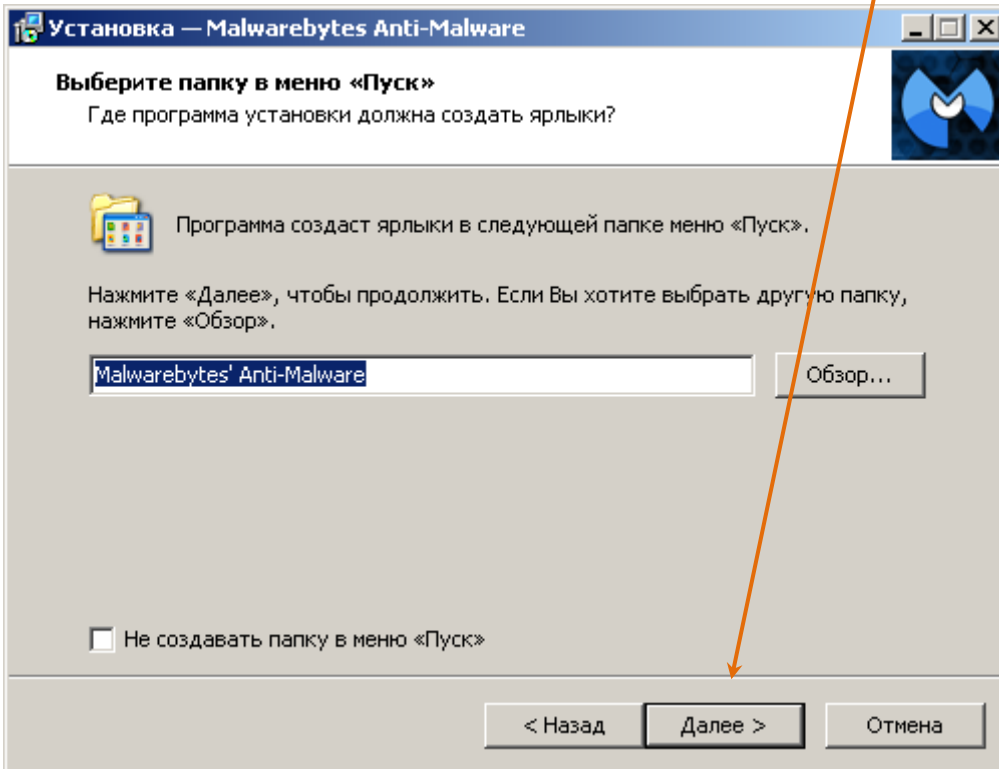 Установка — Malwarebytes Anti-Malware
Выберите папку в меню «Пуск»
Где программа установки должна создать ярлыки?
Программа создаст ярлыки в следующей папке меню «Пуск».
Нажмите «Далее», чтобы продолжить. Если Вы хотите выбрать другую папку,
нажмите «Обзор».
Malwarebytes' Anti-Malware
Обзор...
Не создавать папку в меню «Пуск»
< Назад
Далее >
Отмена